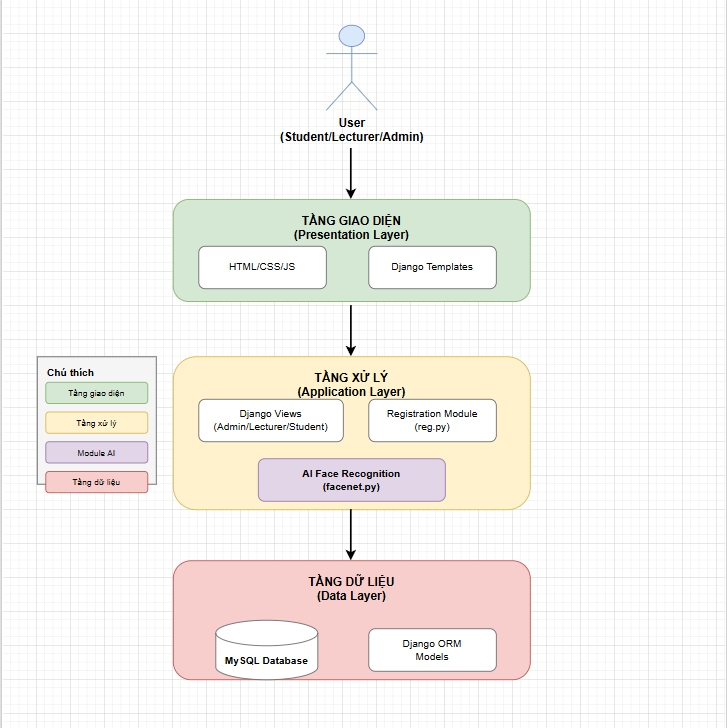 User
(Student/Lecturer/Admin)
TẦNG GIAO DIỆN
(Presentation Layer)
HTML/CSS/JS
Django Templates
TẦNG XỬ LÝ
(Application Layer)
Django Views
(Admin/Lecturer/Student)
Registration Module
(reg.py)
AI Face Recognition
(facenet.py)
Chú thích
Tầng giao diện
Tầng xử lý
Module AI
Tầng dữ liệu
TẦNG DỮ LIỆU
(Data Layer)
MySQL Database
Django ORM
Models